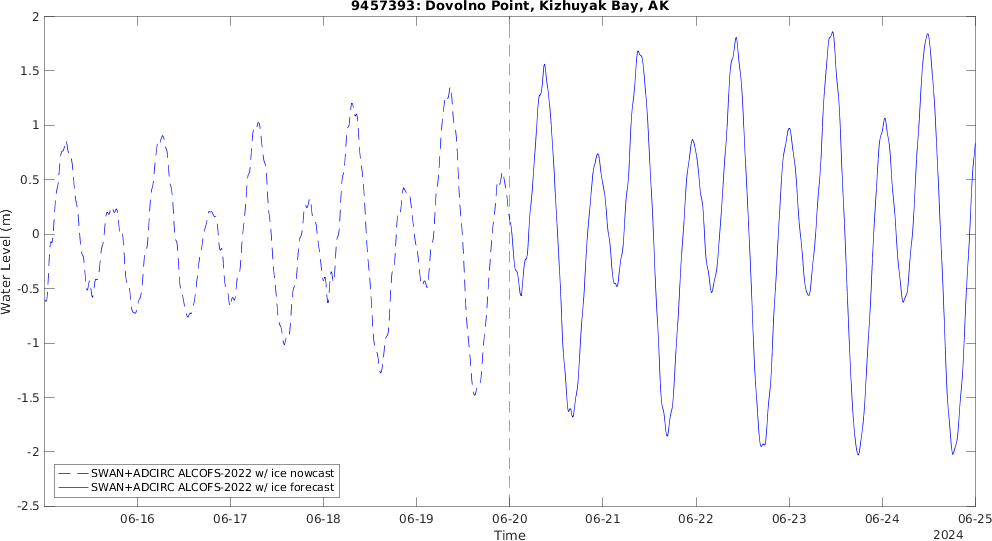 9457393: Dovolno Point, Kizhuyak Bay, AK
2
1.5
1
0.5
0
-0.5
-1
-1.5
-2
-2.5
Water Level (m)
SWAN+ADCIRC ALCOFS-2022 w/ ice nowcast
SWAN+ADCIRC ALCOFS-2022 w/ ice forecast
06-16 06-17 06-18 06-19 06-20 06-21 06-22 06-23 06-24 06-25
Time
2024